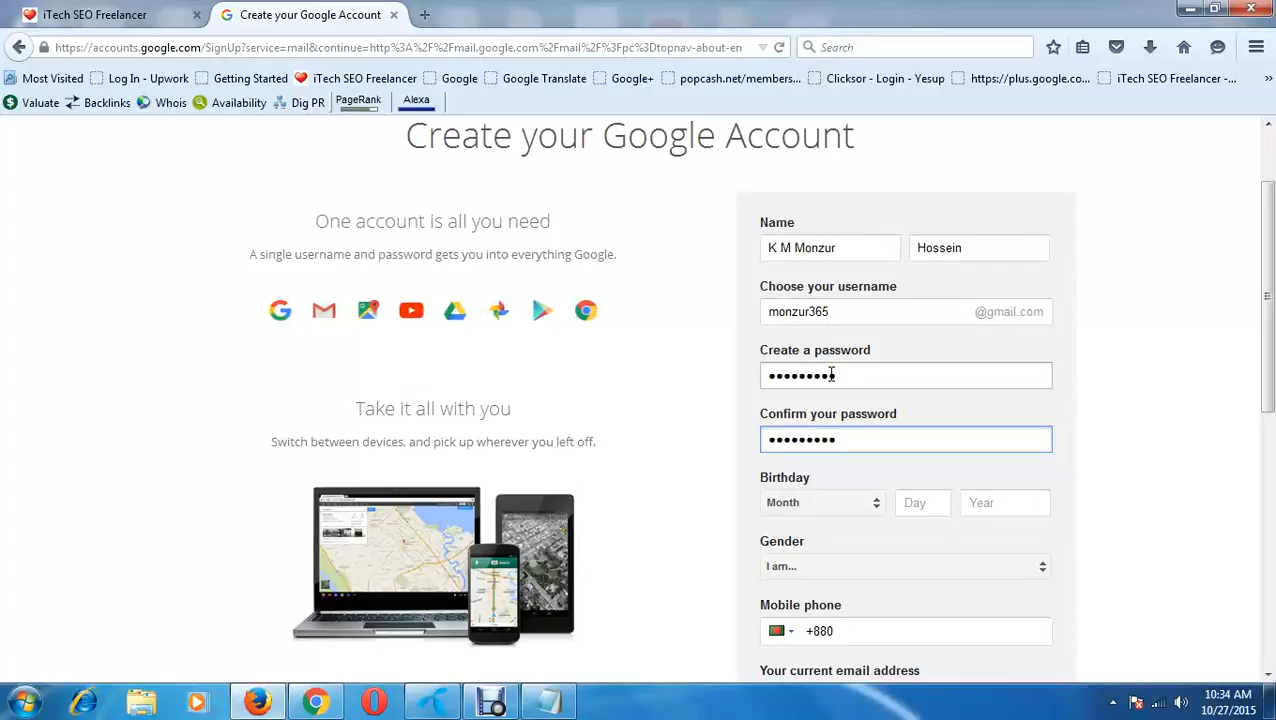 iTech SEO Freelancer
Create your Google Account
https://accounts.google.com/SignUp?service=mail&continue=http%3A%2F%2Fmail.google.com%2Fmail%2F%3Fpc%3Dtopnav-about-en
Search
Most Visited
Log In - Upwork
Getting Started
iTech SEO Freelancer
Google
Google Translate
Google+
popcash.net/members...
Clicksor - Login - Yesup
https://plus.google.co...
iTech SEO Freelancer -...
Valuate
Backlinks
Whois
Availability
Dig PR
PageRank
Alexa
Create your Google Account
One account is all you need
A single username and password gets you into everything Google.
Take it all with you
Switch between devices, and pick up wherever you left off.
Name
K M Monzur
Hossein
Choose your username
monzur365
@gmail.com
Create a password
Confirm your password
Birthday
Month
Day
Year
Gender
I am...
Mobile phone
+880
Your current email address
10:34 AM
10/27/2015